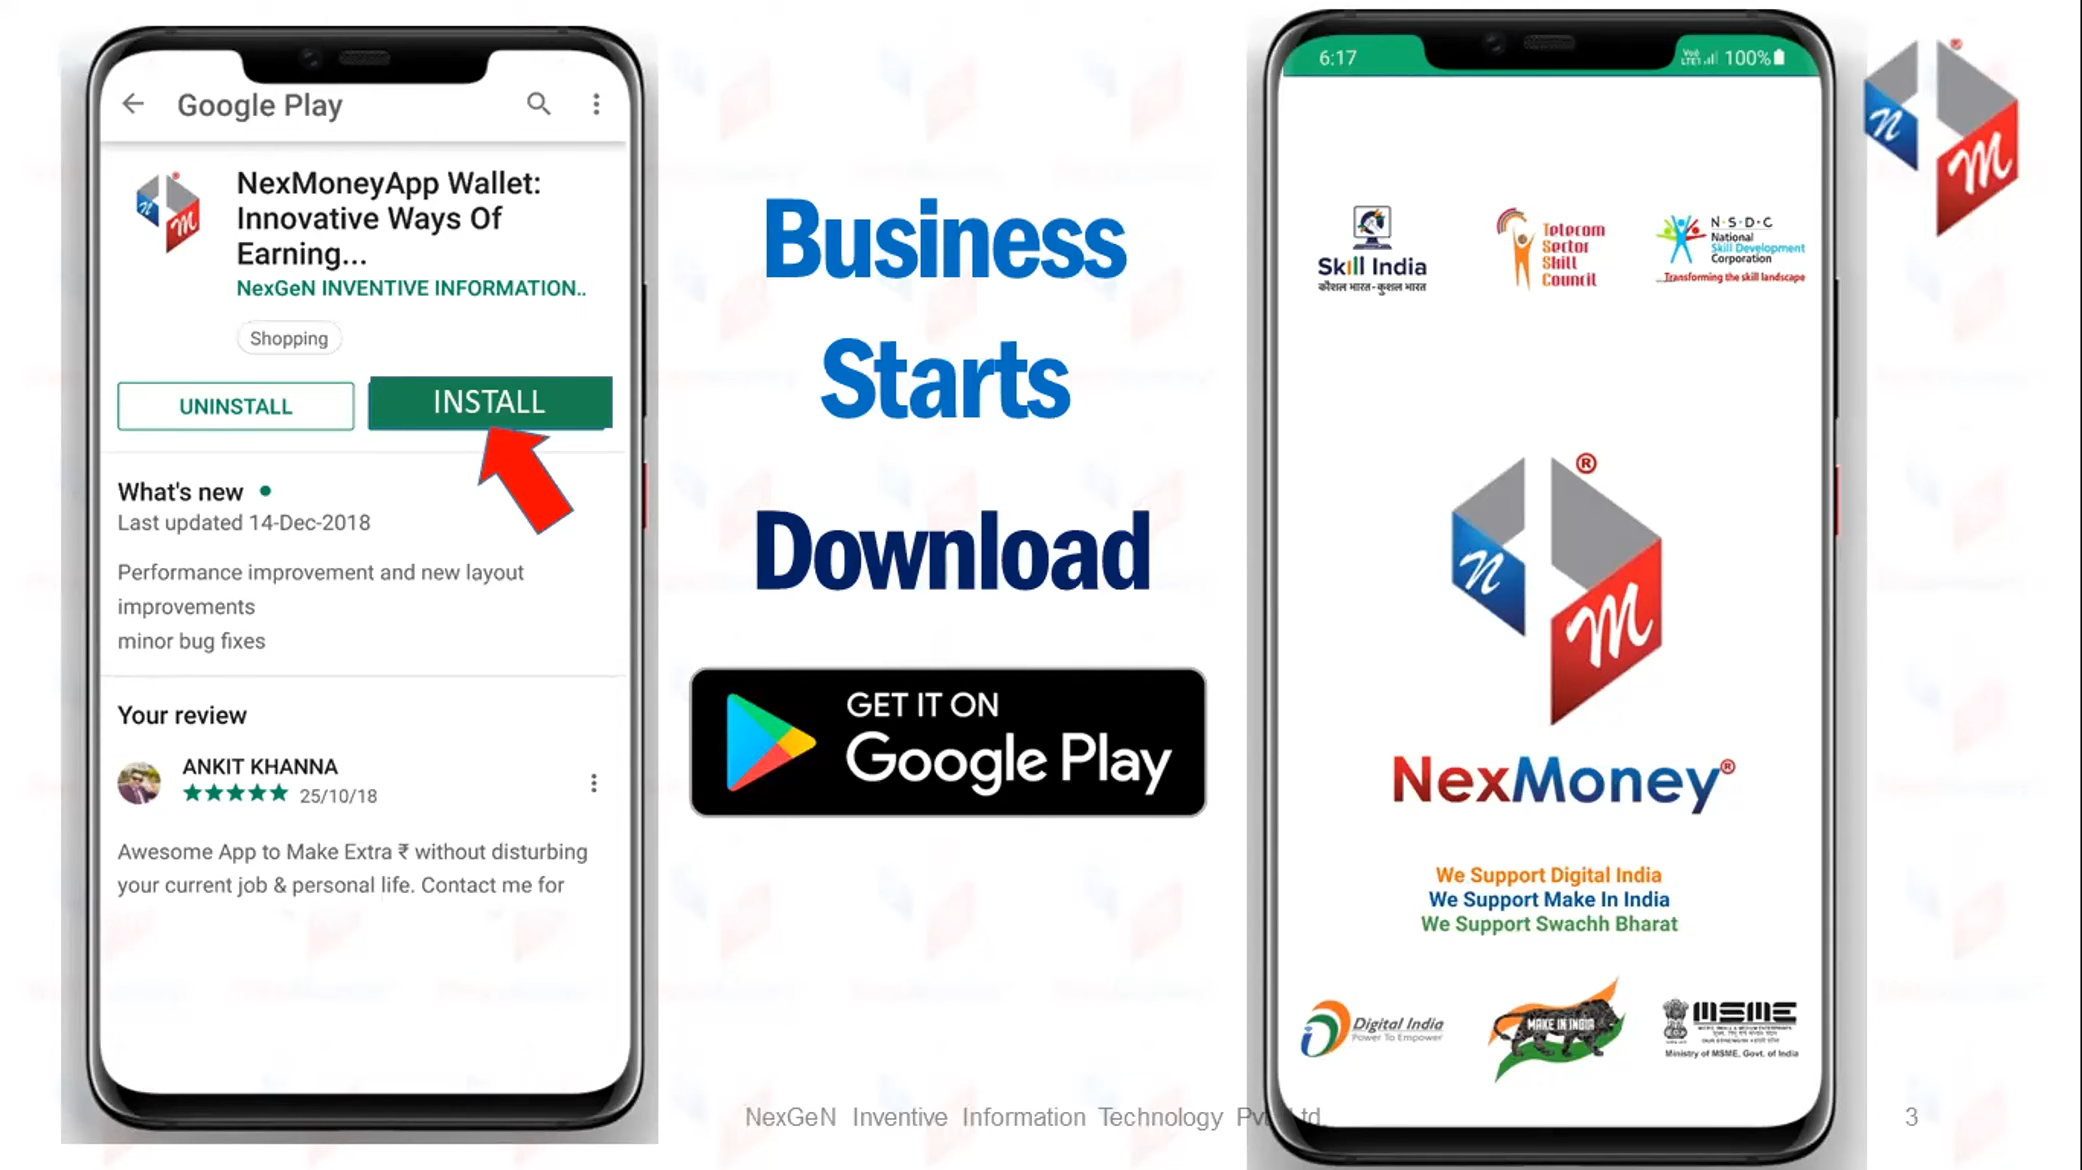 Google Play
NexMoneyApp Wallet:
Innovative Ways Of
Earning...
NexGeN INVENTIVE INFORMATION..
Shopping
UNINSTALL
INSTALL
What's new
Last updated 14-Dec-2018
Performance improvement and new layout
improvements
minor bug fixes
Your review
ANKIT KHANNA
★★★★★ 25/10/18
Awesome App to Make Extra ₹ without disturbing
your current job & personal life. Contact me for
Business
Starts
Download
GET IT ON
Google Play
6:17
100%
Skill India
कौशल भारत-कुशल भारत
Telecom
Sector
Skill
Council
N·S·D·C
National
Skill Development
Corporation
Transforming the skill landscape
n
m
®
n
m
NexMoney®
We Support Digital India
We Support Make In India
We Support Swachh Bharat
Digital India
Power To Empower
MAKE IN INDIA
MSME
Ministry of MSME, Govt. of India
NexGeN Inventive Information Technology Pvt. Ltd.
3